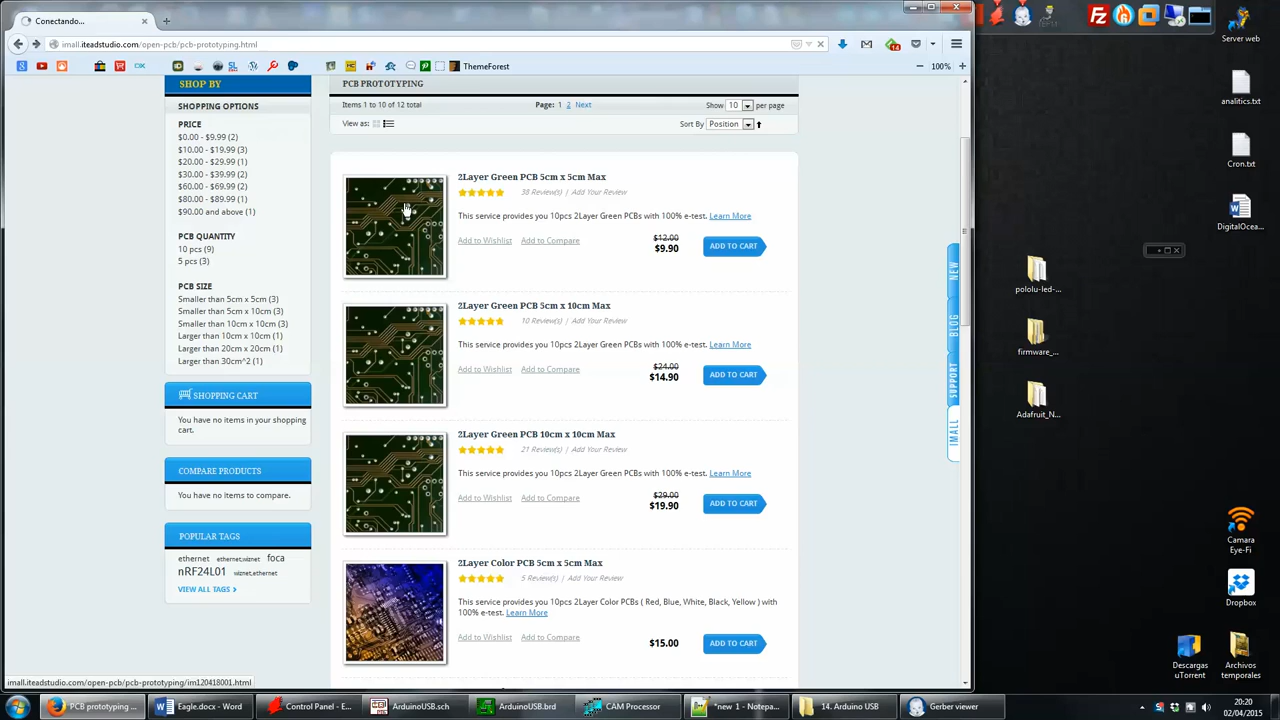 Conectando...
imall.iteadstudio.com/open-pcb/pcb-prototyping.html
ThemeForest
100%
SHOP BY
SHOPPING OPTIONS
PRICE
$0.00 - $9.99 (2)
$10.00 - $19.99 (3)
$20.00 - $29.99 (1)
$30.00 - $39.99 (2)
$60.00 - $69.99 (2)
$80.00 - $89.99 (1)
$90.00 and above (1)
PCB QUANTITY
10 pcs (9)
5 pcs (3)
PCB SIZE
Smaller than 5cm x 5cm (3)
Smaller than 5cm x 10cm (3)
Smaller than 10cm x 10cm (3)
Larger than 10cm x 10cm (1)
Larger than 20cm x 20cm (1)
Larger than 30cm^2 (1)
SHOPPING CART
You have no items in your shopping
cart.
COMPARE PRODUCTS
You have no items to compare.
POPULAR TAGS
ethernet ethernet;wiznet foca
nRF24L01 wiznet,ethernet
VIEW ALL TAGS
PCB PROTOTYPING
Items 1 to 10 of 12 total
Page: 1 2 Next
Show 10 per page
View as:
Sort By Position
2Layer Green PCB 5cm x 5cm Max
38 Review(s) | Add Your Review
This service provides you 10pcs 2Layer Green PCBs with 100% e-test. Learn More
Add to Wishlist Add to Compare
$12.00
$9.90
ADD TO CART
2Layer Green PCB 5cm x 10cm Max
10 Review(s) | Add Your Review
This service provides you 10pcs 2Layer Green PCBs with 100% e-test. Learn More
Add to Wishlist Add to Compare
$24.00
$14.90
ADD TO CART
2Layer Green PCB 10cm x 10cm Max
21 Review(s) | Add Your Review
This service provides you 10pcs 2Layer Green PCBs with 100% e-test. Learn More
Add to Wishlist Add to Compare
$29.00
$19.90
ADD TO CART
2Layer Color PCB 5cm x 5cm Max
5 Review(s) | Add Your Review
This service provides you 10pcs 2Layer Color PCBs ( Red, Blue, White, Black, Yellow ) with
100% e-test. Learn More
Add to Wishlist Add to Compare
$15.00
ADD TO CART
NEW
BLOG
SUPPORT
IMALL
imall.iteadstudio.com/open-pcb/pcb-prototyping/im120418001.html
Server web
analitics.txt
Cron.txt
DigitalOcea...
pololu-led-...
firmware_...
Adafruit_N...
Camara
Eye-Fi
Dropbox
Descargas
uTorrent
Archivos
temporales
PCB prototyping ...
Eagle.docx - Word
Control Panel - E...
ArduinoUSB.sch
ArduinoUSB.brd
CAM Processor
*new 1 - Notepa...
14. Arduino USB
Gerber viewer
20:20
02/04/2015